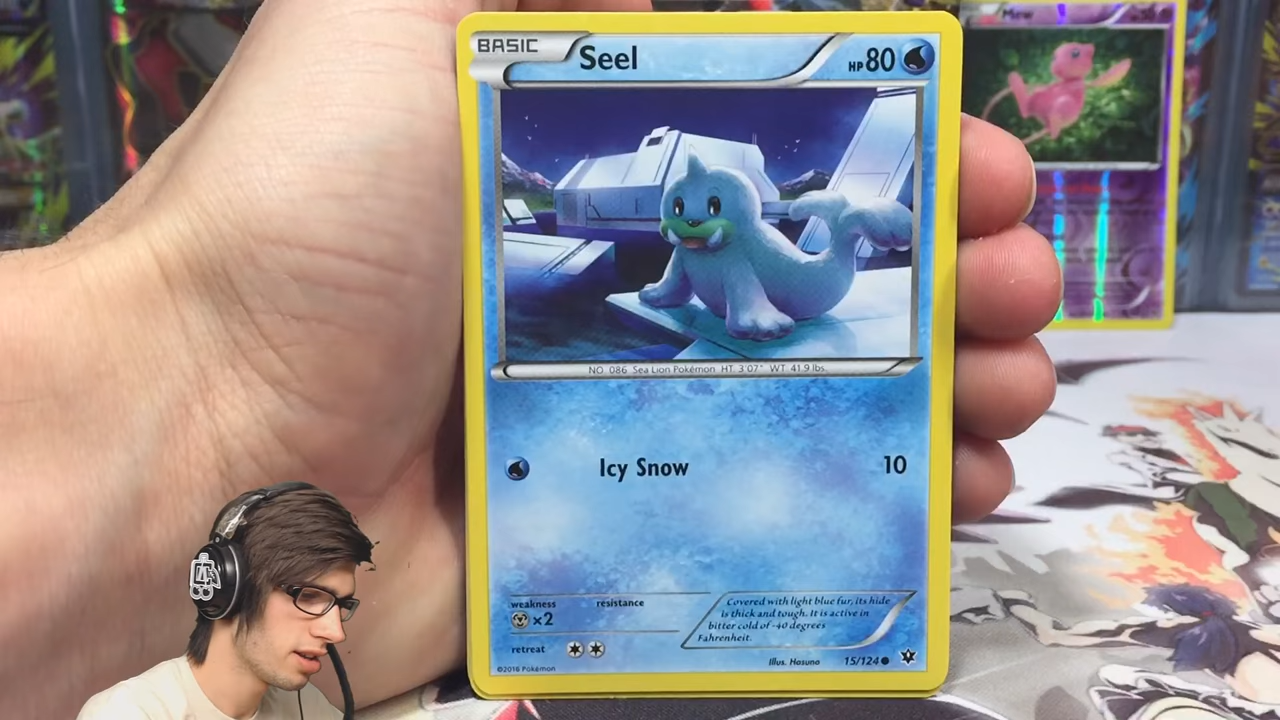 BASIC Seel HP 80
Mew
NO. 086 Sea Lion Pokémon HT. 3'07" WT. 41.9 lbs.
Icy Snow 10
weakness resistance
×2
retreat
Covered with light blue fur, its hide
is thick and tough. It is active in
bitter cold of -40 degrees
Fahrenheit.
©2016 Pokémon
Illus. Hasuno 15/124